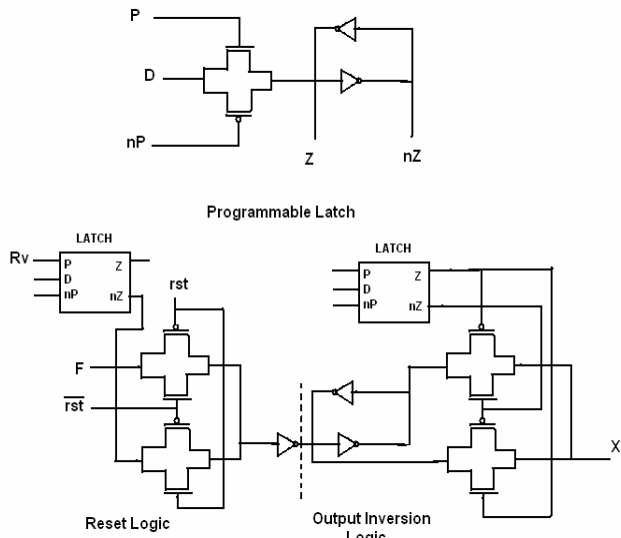 P
D
nP
Z
nZ
Programmable Latch
LATCH
Rv
P
Z
D
nP
nZ
rst
F
rst
Reset Logic
LATCH
P
Z
D
nP
nZ
X
Output Inversion
Logic